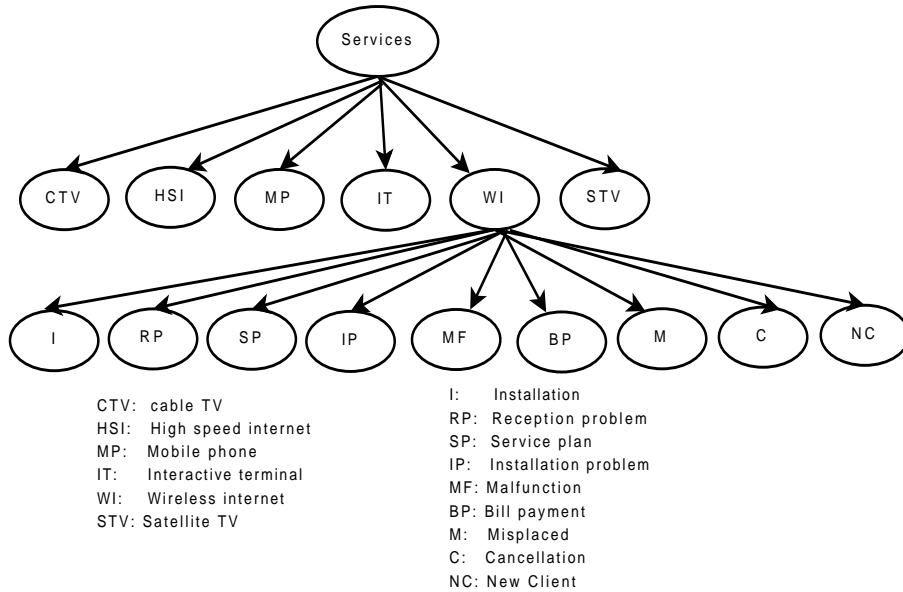 Services
CTV HSI MP IT WI STV
I RP SP IP MF BP M C NC
CTV: cable TV
HSI: High speed internet
MP: Mobile phone
IT: Interactive terminal
WI: Wireless internet
STV: Satellite TV
I: Installation
RP: Reception problem
SP: Service plan
IP: Installation problem
MF: Malfunction
BP: Bill payment
M: Misplaced
C: Cancellation
NC: New Client